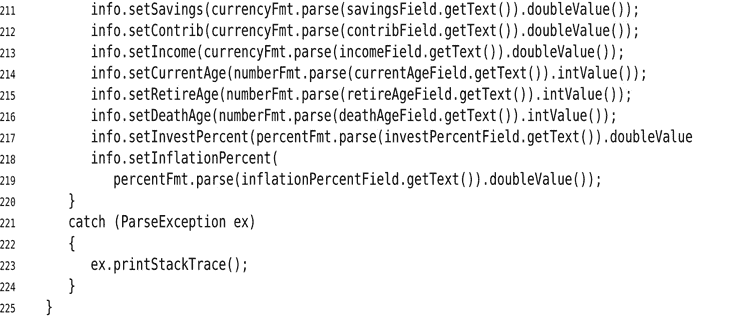 211 info.setSavings(currencyFmt.parse(savingsField.getText()).doubleValue());
212 info.setContrib(currencyFmt.parse(contribField.getText()).doubleValue());
213 info.setIncome(currencyFmt.parse(incomeField.getText()).doubleValue());
214 info.setCurrentAge(numberFmt.parse(currentAgeField.getText()).intValue());
215 info.setRetireAge(numberFmt.parse(retireAgeField.getText()).intValue());
216 info.setDeathAge(numberFmt.parse(deathAgeField.getText()).intValue());
217 info.setInvestPercent(percentFmt.parse(investPercentField.getText()).doubleValue
218 info.setInflationPercent(
219 percentFmt.parse(inflationPercentField.getText()).doubleValue());
220 }
221 catch (ParseException ex)
222 {
223 ex.printStackTrace();
224 }
225 }